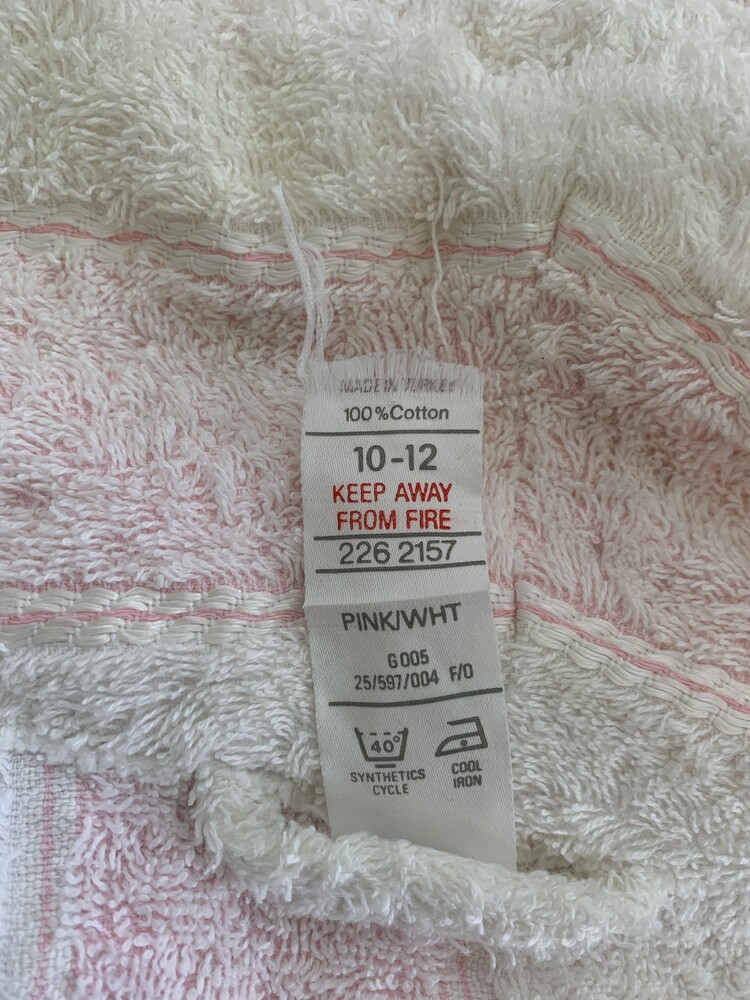 MADE IN TURKEY
100%Cotton
10-12
KEEP AWAY
FROM FIRE
226 2157
PINK/WHT
G005
25/597/004 F/O
40°
SYNTHETICS
CYCLE
COOL
IRON